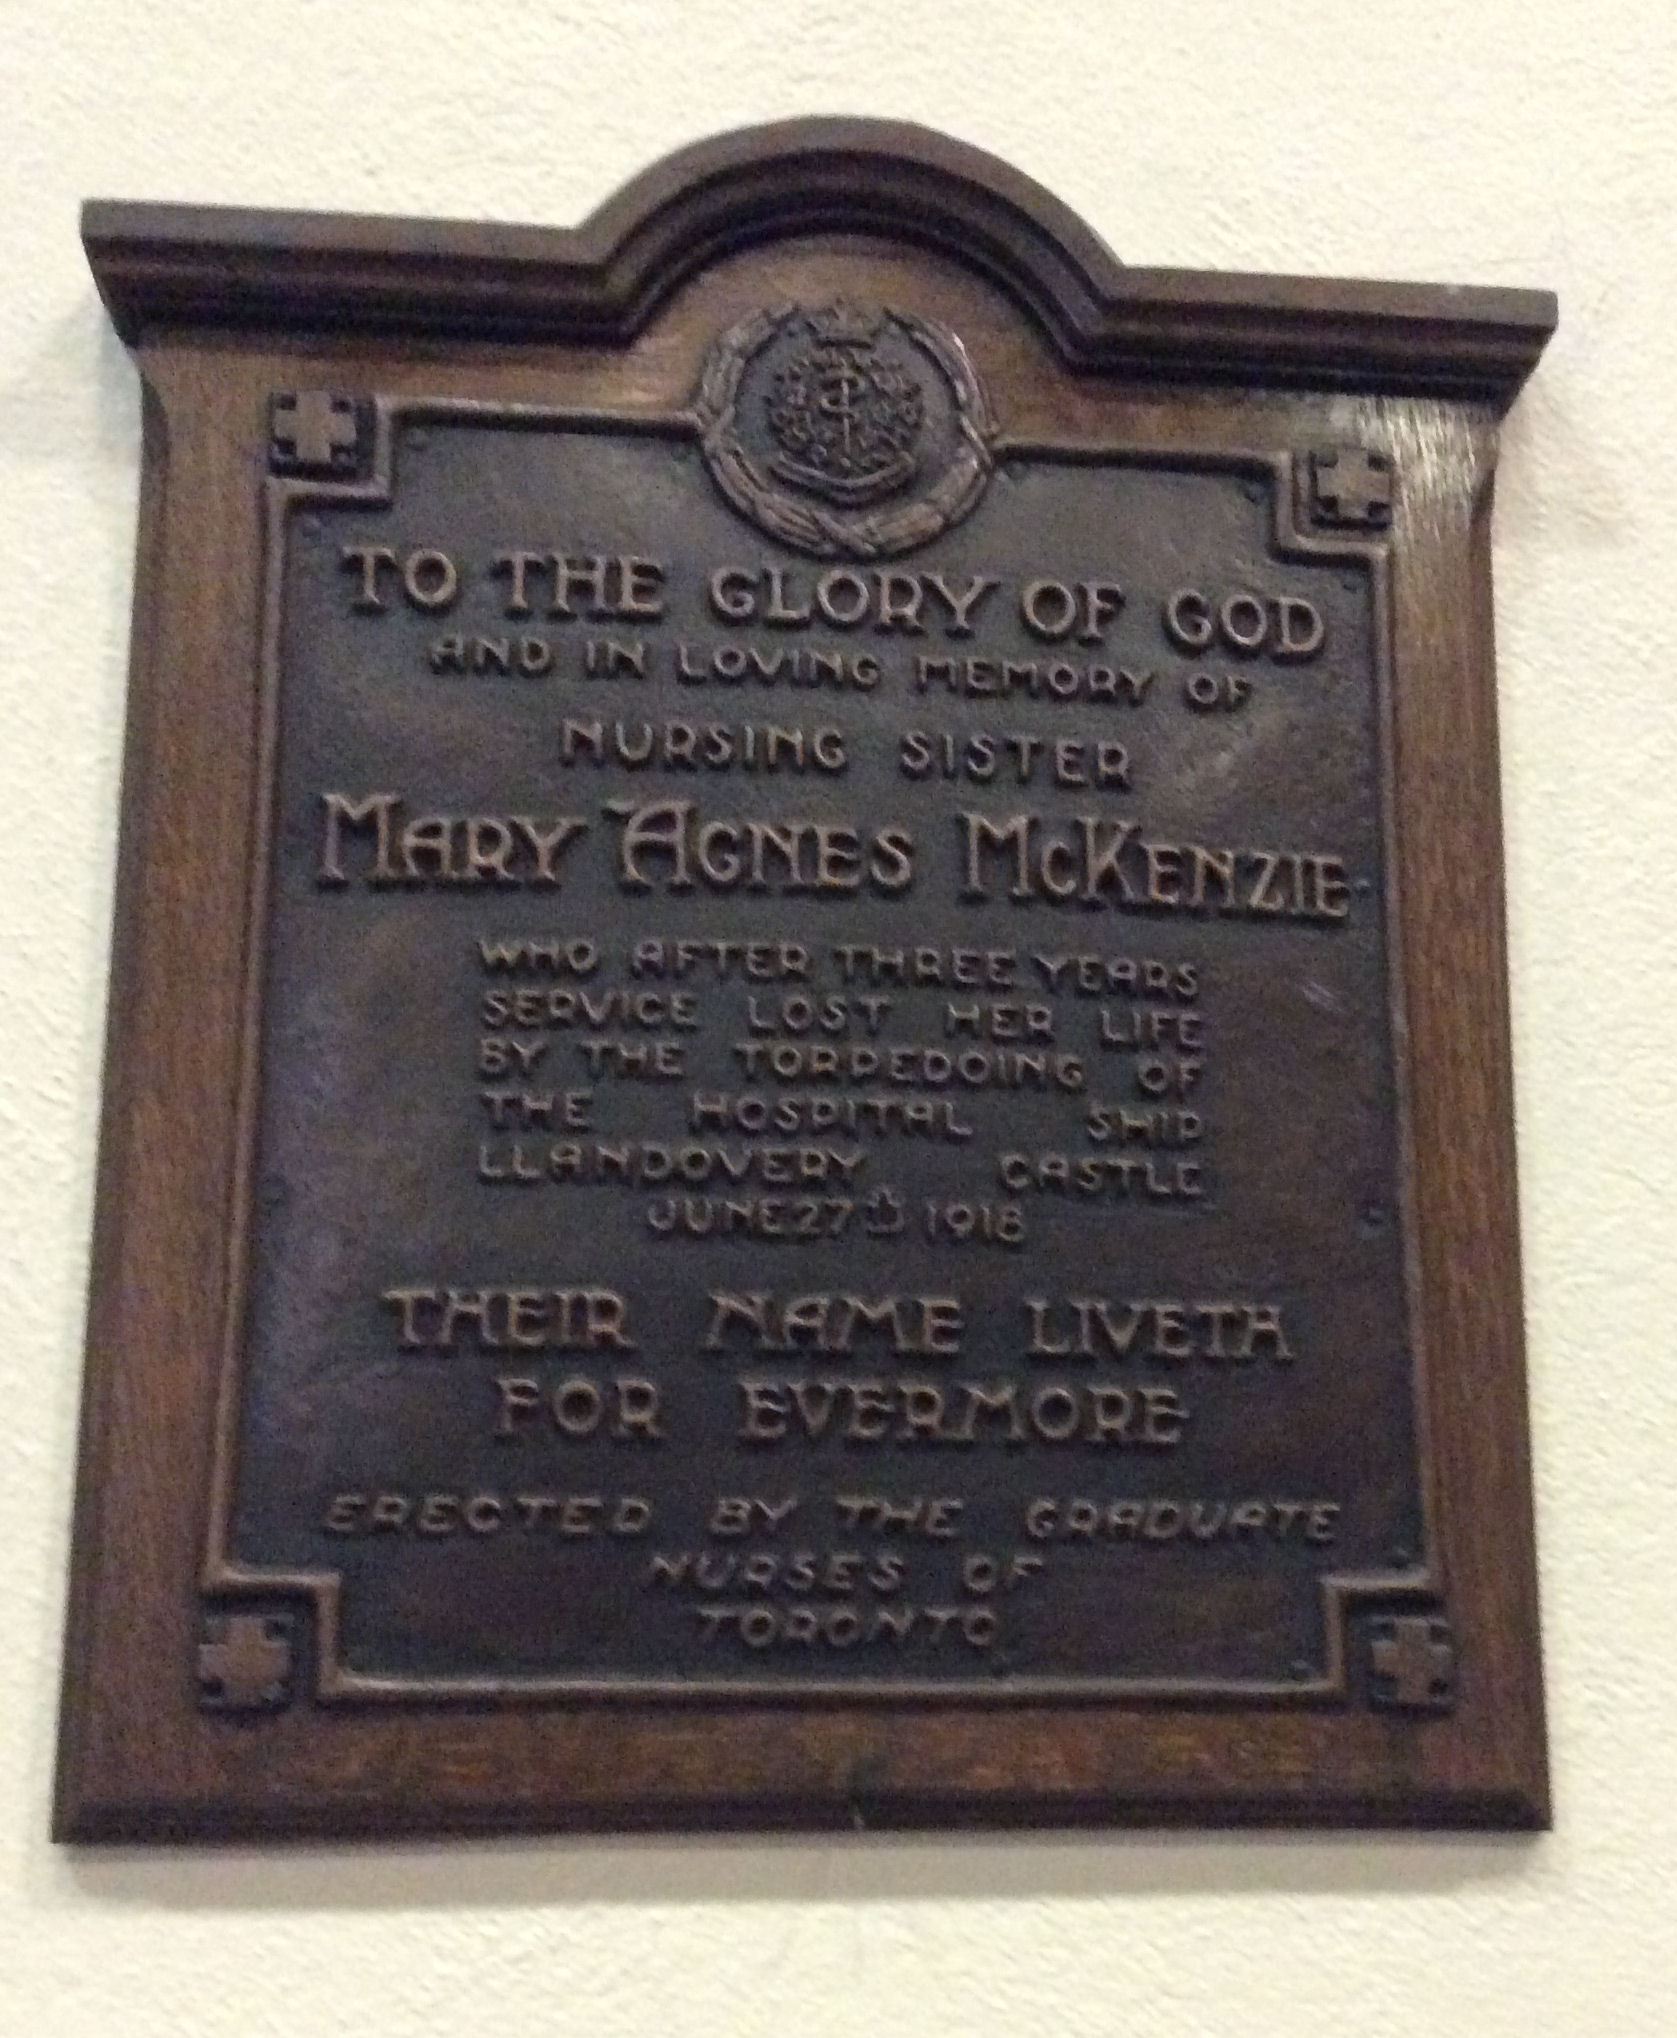 TO THE GLORY OF GOD
AND IN LOVING MEMORY OF
NURSING SISTER
MARY AGNES MCKENZIE
WHO AFTER THREE YEARS
SERVICE LOST HER LIFE
BY THE TORPEDOING OF
THE HOSPITAL SHIP
LLANDOVERY CASTLE
JUNE 27th 1918
THEIR NAME LIVETH
FOR EVERMORE
ERECTED BY THE GRADUATE
NURSES OF
TORONTO